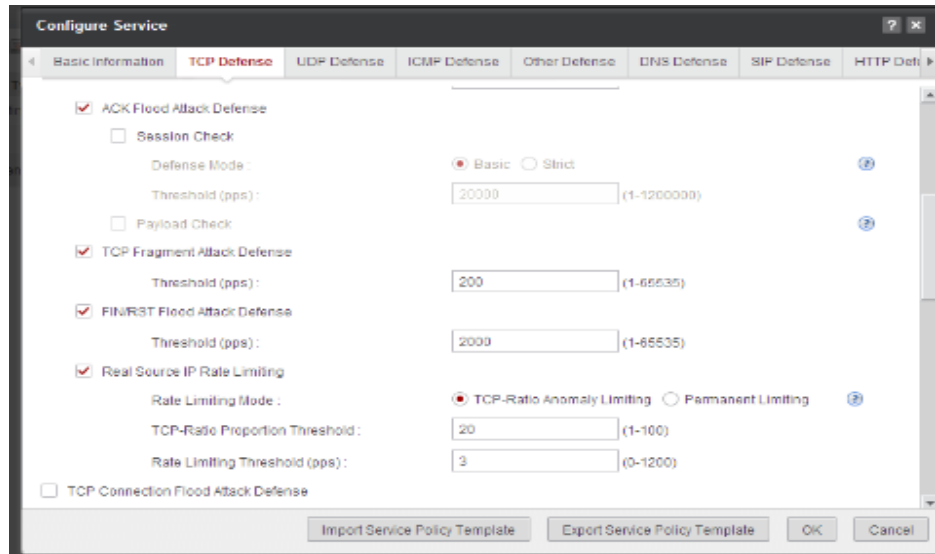 Configure Service
? ×
Basic Information TCP Defense UDP Defense ICMP Defense Other Defense DNS Defense SIP Defense HTTP Def
ACK Flood Attack Defense
Session Check
Defense Mode : Basic Strict
Threshold (pps) : 20000 (1-1200000)
Payload Check
TCP Fragment Attack Defense
Threshold (pps) : 200 (1-65535)
FIN/RST Flood Attack Defense
Threshold (pps) : 2000 (1-65535)
Real Source IP Rate Limiting
Rate Limiting Mode : TCP-Ratio Anomaly Limiting Permanent Limiting
TCP-Ratio Proportion Threshold : 20 (1-100)
Rate Limiting Threshold (pps) : 3 (0-1200)
TCP Connection Flood Attack Defense
Import Service Policy Template Export Service Policy Template OK Cancel